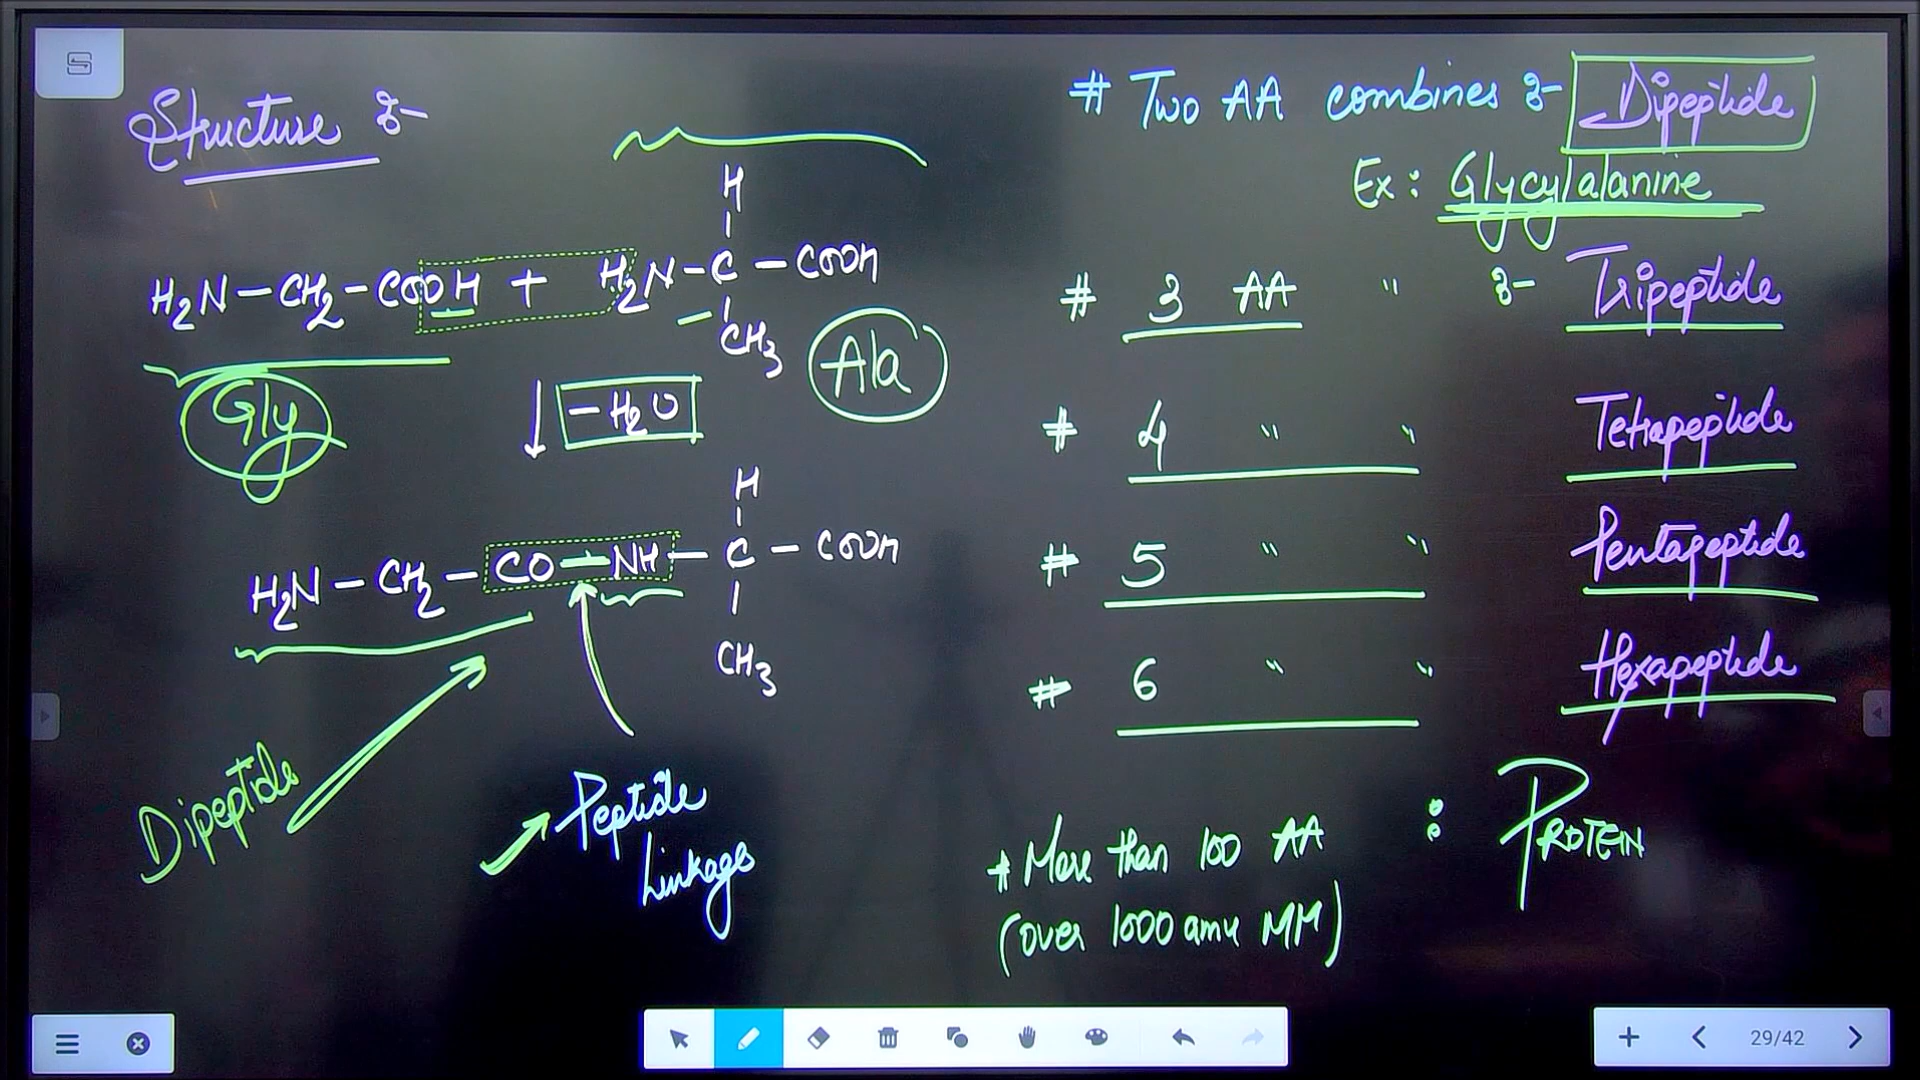 Structure :-
H
H₂N – CH₂ – COOH + H₂N – C – COOH
CH₃
Gly
– H₂O
Ala
H
H₂N – CH₂ – CO – NH – C – COOH
CH₃
Dipeptide
Peptide
Linkage
# Two AA combines :- Dipeptide
Ex : Glycylalanine
# 3 AA " :- Tripeptide
# 4 " " Tetrapeptide
# 5 " " Pentapeptide
# 6 " " Hexapeptide
* More than 100 AA : PROTEIN
(over 1000 amu MM)
29/42